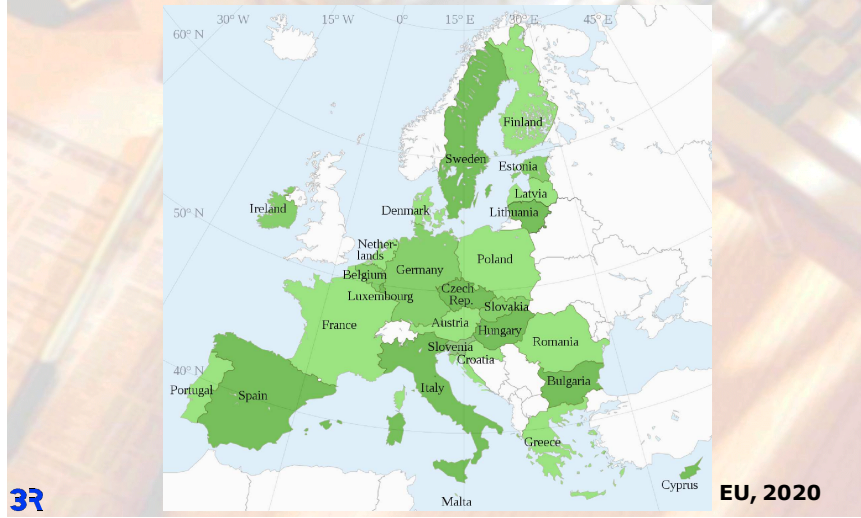 30° W
15° W
0°
15° E
30° E
45° E
60° N
Finland
Sweden
Estonia
Latvia
Lithuania
Ireland
Denmark
50° N
Nether-
lands
Belgium
Germany
Poland
Luxembourg
Czech
Rep.
Slovakia
France
Austria
Hungary
Slovenia
Croatia
Romania
40° N
Portugal
Spain
Italy
Bulgaria
Greece
Cyprus
Malta
3R
EU, 2020